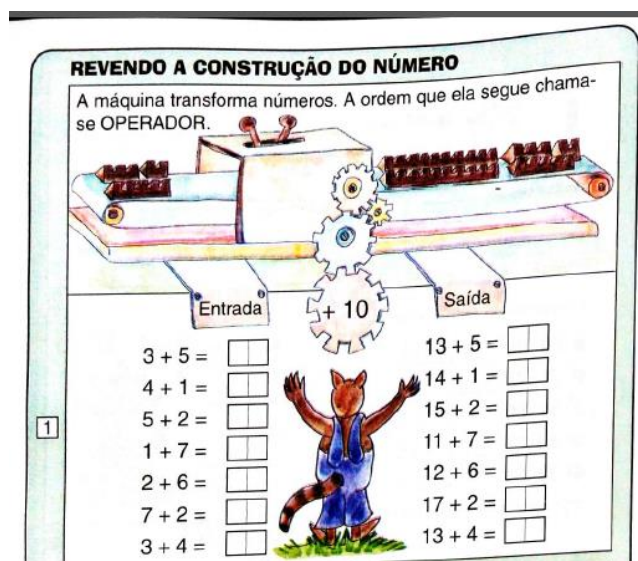 REVENDO A CONSTRUÇÃO DO NÚMERO
A máquina transforma números. A ordem que ela segue chama-
se OPERADOR.
Entrada
+ 10
Saída
1
3 + 5 =
4 + 1 =
5 + 2 =
1 + 7 =
2 + 6 =
7 + 2 =
3 + 4 =
13 + 5 =
14 + 1 =
15 + 2 =
11 + 7 =
12 + 6 =
17 + 2 =
13 + 4 =